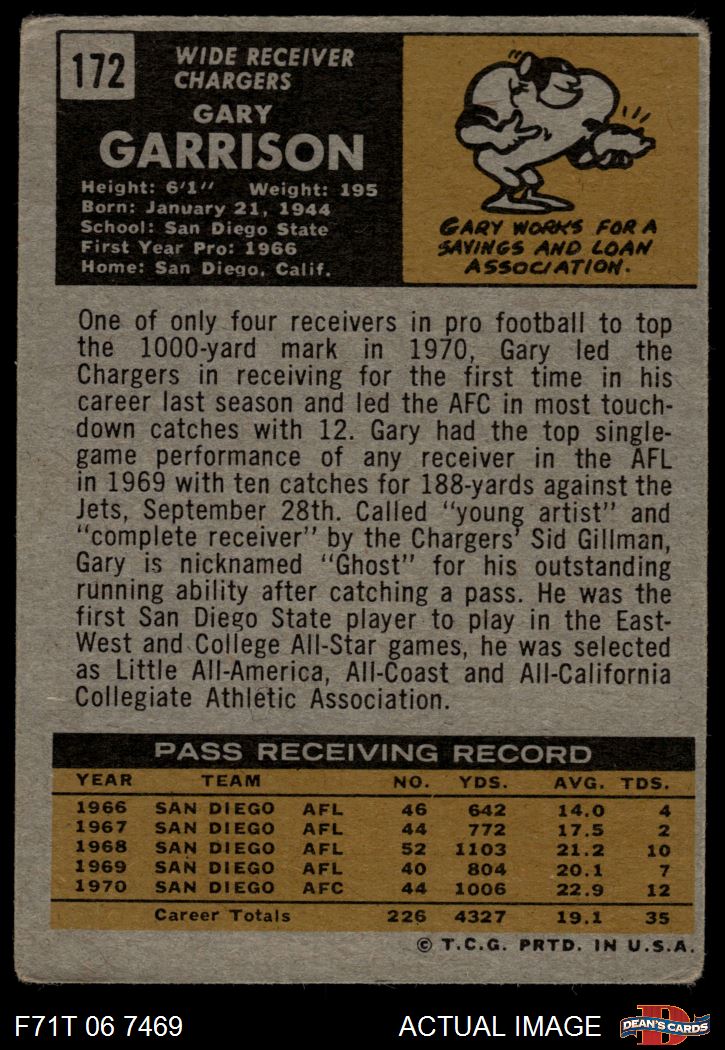 172
WIDE RECEIVER
CHARGERS
GARY
GARRISON
Height: 6'1" Weight: 195
Born: January 21, 1944
School: San Diego State
First Year Pro: 1966
Home: San Diego, Calif.
GARY WORKS FOR A
SAVINGS AND LOAN
ASSOCIATION.
One of only four receivers in pro football to top
the 1000-yard mark in 1970, Gary led the
Chargers in receiving for the first time in his
career last season and led the AFC in most touch-
down catches with 12. Gary had the top single-
game performance of any receiver in the AFL
in 1969 with ten catches for 188-yards against the
Jets, September 28th. Called "young artist" and
"complete receiver" by the Chargers' Sid Gillman,
Gary is nicknamed "Ghost" for his outstanding
running ability after catching a pass. He was the
first San Diego State player to play in the East-
West and College All-Star games, he was selected
as Little All-America, All-Coast and All-California
Collegiate Athletic Association.
PASS RECEIVING RECORD
YEAR TEAM NO. YDS. AVG. TDS.
1966 SAN DIEGO AFL 46 642 14.0 4
1967 SAN DIEGO AFL 44 772 17.5 2
1968 SAN DIEGO AFL 52 1103 21.2 10
1969 SAN DIEGO AFL 40 804 20.1 7
1970 SAN DIEGO AFC 44 1006 22.9 12
Career Totals 226 4327 19.1 35
© T.C.G. PRTD. IN U.S.A.
F71T 06 7469 ACTUAL IMAGE D DEAN'S CARDS